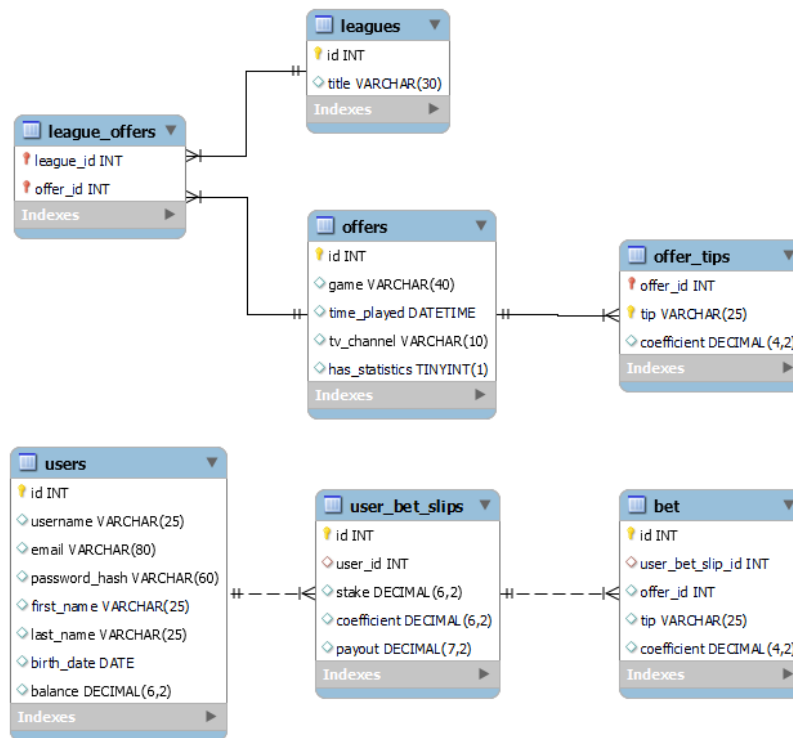 leagues
id INT
title VARCHAR(30)
Indexes
league_offers
league_id INT
offer_id INT
Indexes
offers
id INT
game VARCHAR(40)
time_played DATETIME
tv_channel VARCHAR(10)
has_statistics TINYINT(1)
Indexes
offer_tips
offer_id INT
tip VARCHAR(25)
coefficient DECIMAL(4,2)
Indexes
users
id INT
username VARCHAR(25)
email VARCHAR(80)
password_hash VARCHAR(60)
first_name VARCHAR(25)
last_name VARCHAR(25)
birth_date DATE
balance DECIMAL(6,2)
Indexes
user_bet_slips
id INT
user_id INT
stake DECIMAL(6,2)
coefficient DECIMAL(6,2)
payout DECIMAL(7,2)
Indexes
bet
id INT
user_bet_slip_id INT
offer_id INT
tip VARCHAR(25)
coefficient DECIMAL(4,2)
Indexes